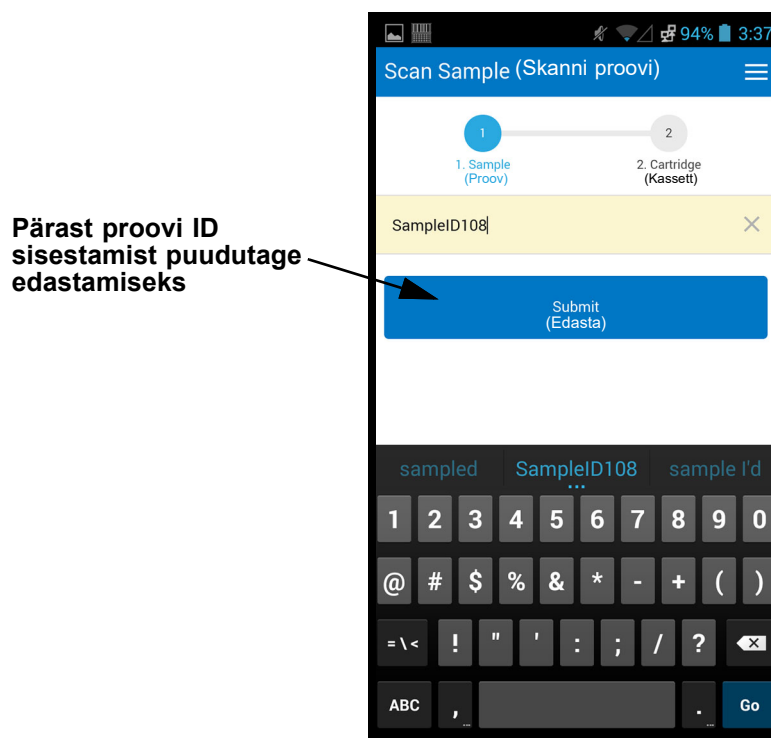 94% 3:37
Scan Sample (Skanni proovi)
1
2
1. Sample
(Proov)
2. Cartridge
(Kassett)
Pärast proovi ID
sisestamist puudutage
edastamiseks
SampleID108
Submit
(Edasta)
sampled SampleID108 sample I'd
1 2 3 4 5 6 7 8 9 0
@ # $ % & * - + ( )
= \ < ! " ' : ; / ?
ABC , . Go